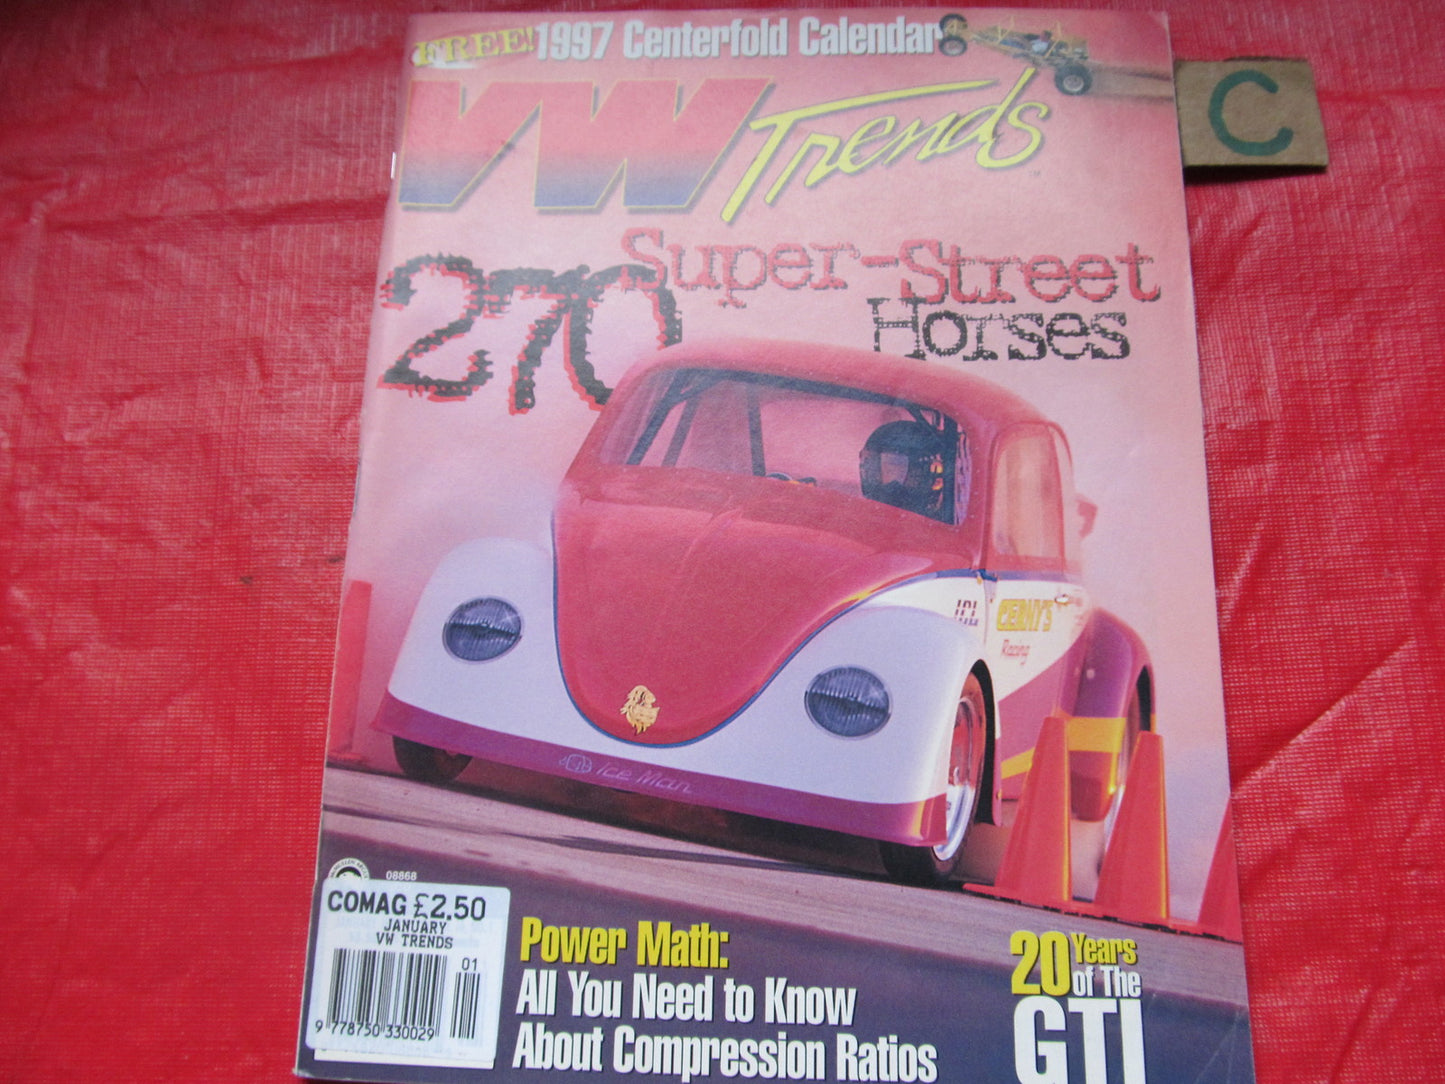 FREE! 1997 Centerfold Calendar
C
VW Trends
270 Super-Street
Horses
CERNY'S
Racing
Ice Man
08868
COMAG £2.50
JANUARY
VW TRENDS
01
9 778750 330029
Power Math:
All You Need to Know
About Compression Ratios
20 Years
of The
GTI